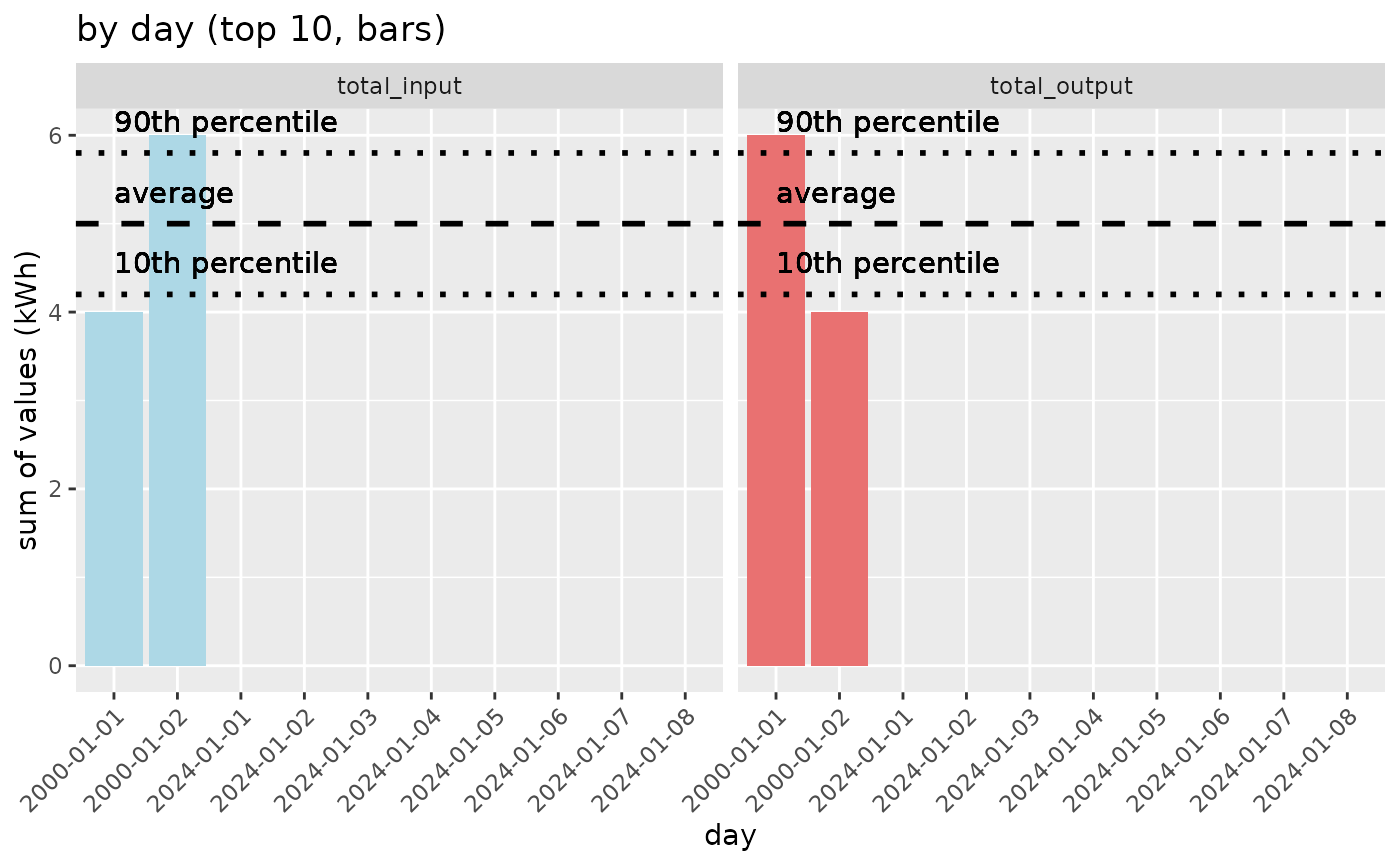 by day (top 10, bars)
total_input
total_output
sum of values (kWh)
6
4
2
0
90th percentile
average
10th percentile
90th percentile
average
10th percentile
2000-01-01
2000-01-02
2024-01-01
2024-01-02
2024-01-03
2024-01-04
2024-01-05
2024-01-06
2024-01-07
2024-01-08
2000-01-01
2000-01-02
2024-01-01
2024-01-02
2024-01-03
2024-01-04
2024-01-05
2024-01-06
2024-01-07
2024-01-08
day